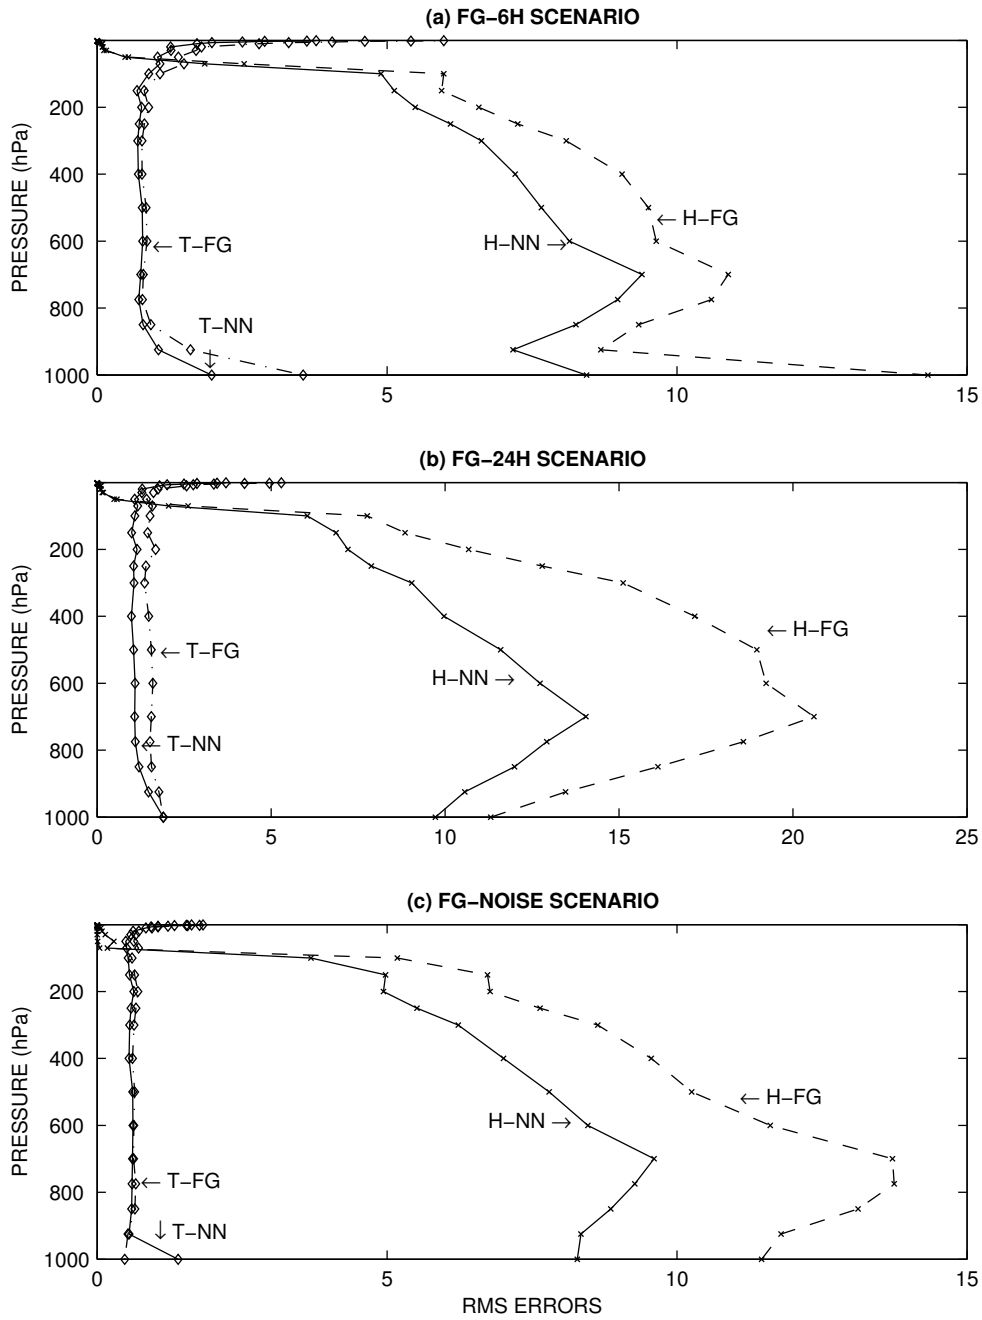 (a) FG−6H SCENARIO
PRESSURE (hPa)
200
400
600
800
1000
0
5
10
15
T−FG
T−NN
H−NN
H−FG
(b) FG−24H SCENARIO
PRESSURE (hPa)
200
400
600
800
1000
0
5
10
15
20
25
T−FG
T−NN
H−NN
H−FG
(c) FG−NOISE SCENARIO
PRESSURE (hPa)
200
400
600
800
1000
0
5
10
15
T−FG
T−NN
H−NN
H−FG
RMS ERRORS